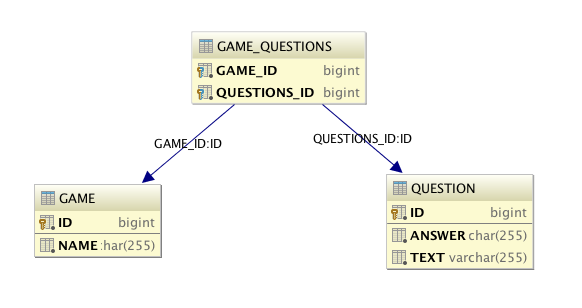 GAME_QUESTIONS
GAME_ID bigint
QUESTIONS_ID bigint
GAME_ID:ID
QUESTIONS_ID:ID
GAME
ID bigint
NAME :har(255)
QUESTION
ID bigint
ANSWER char(255)
TEXT varchar(255)